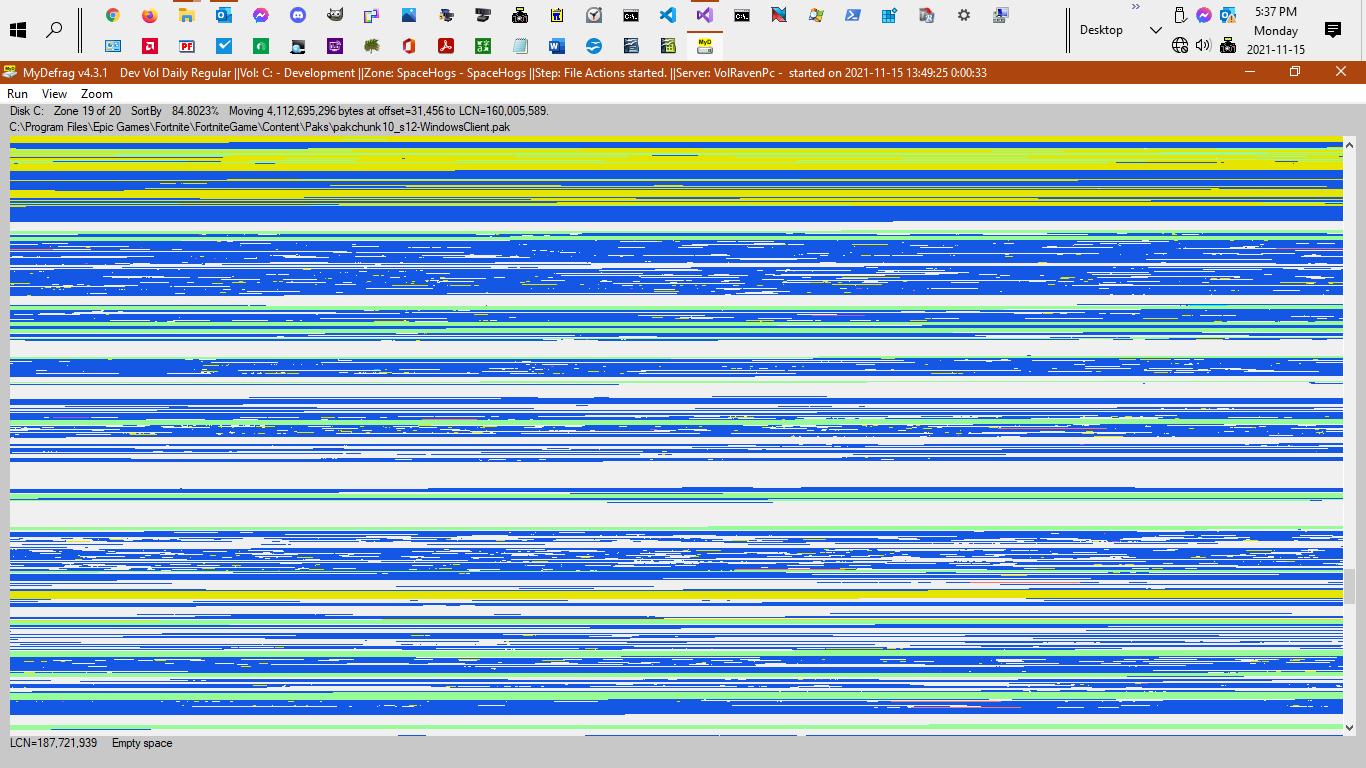 5:37 PM
Desktop
Monday
2021-11-15
MyDefrag v4.3.1 Dev Vol Daily Regular ||Vol: C: - Development ||Zone: SpaceHogs - SpaceHogs ||Step: File Actions started. ||Server: VolRavenPc - started on 2021-11-15 13:49:25 0:00:33
Run View Zoom
Disk C: Zone 19 of 20 SortBy 84.8023% Moving 4,112,695,296 bytes at offset=31,456 to LCN=160,005,589.
C:\Program Files\Epic Games\Fortnite\FortniteGame\Content\Paks\pakchunk10_s12-WindowsClient.pak
LCN=187,721,939 Empty space